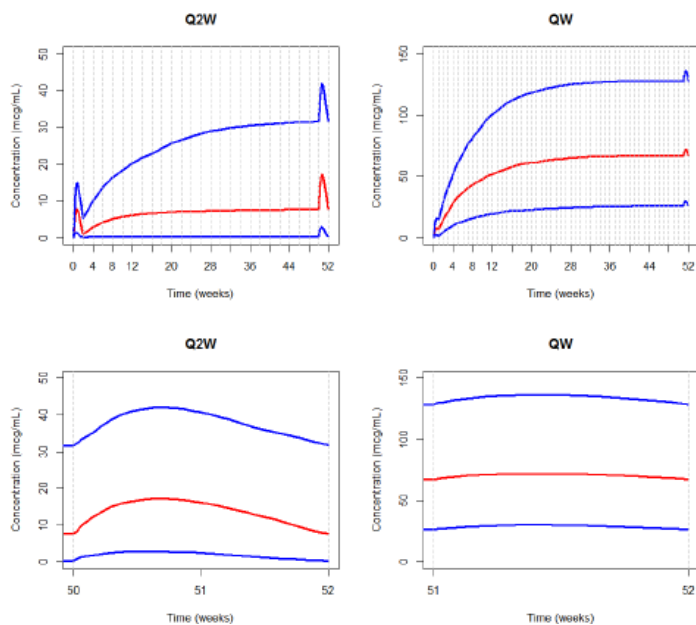 Q2W
Concentration (mcg/mL)
50
40
30
20
10
0
0 4 8 12 20 28 36 44 52
Time (weeks)
QW
Concentration (mcg/mL)
150
100
50
0
0 4 8 12 20 28 36 44 52
Time (weeks)
Q2W
Concentration (mcg/mL)
50
40
30
20
10
0
50 51 52
Time (weeks)
QW
Concentration (mcg/mL)
150
100
50
0
51 52
Time (weeks)